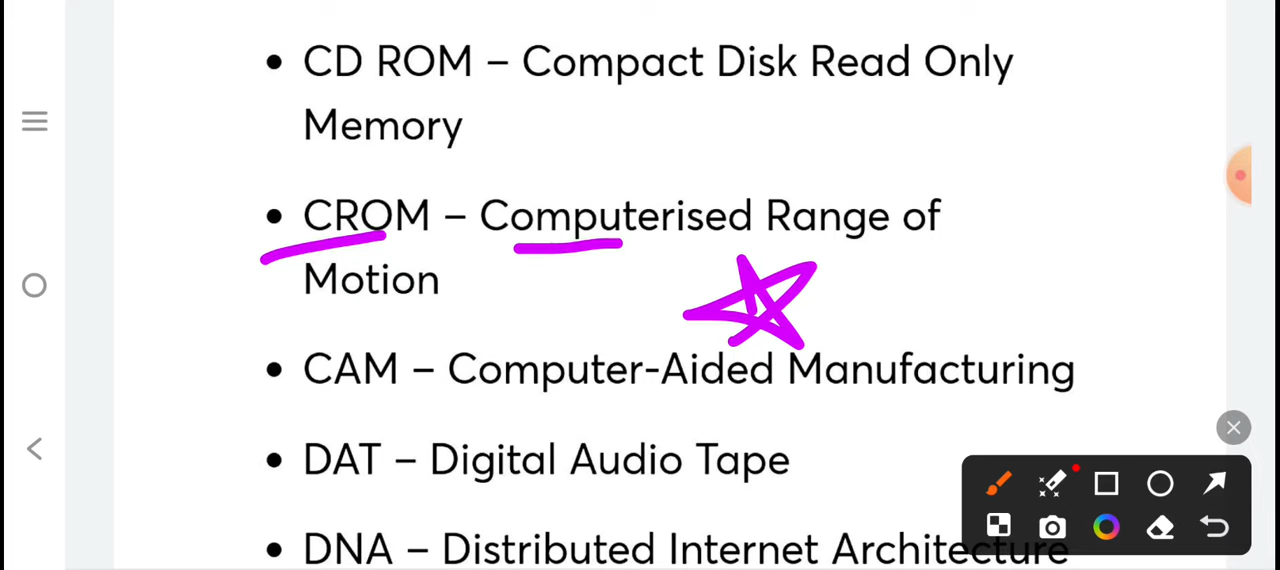 • CD ROM – Compact Disk Read Only
Memory
• CROM – Computerised Range of
Motion
• CAM – Computer-Aided Manufacturing
• DAT – Digital Audio Tape
• DNA – Distributed Internet Architecture